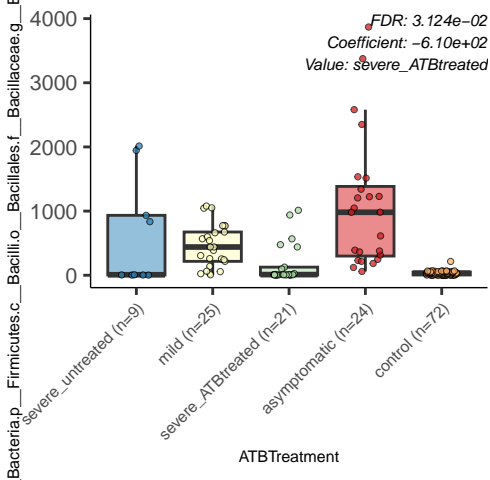 _Bacteria.p__Firmicutes.c__Bacilli.o__Bacillales.f__Bacillaceae.g__B
FDR: 3.124e−02
Coefficient: −6.10e+02
Value: severe_ATBtreated
4000
3000
2000
1000
0
severe_untreated (n=9)
mild (n=25)
severe_ATBtreated (n=21)
asymptomatic (n=24)
control (n=72)
ATBTreatment